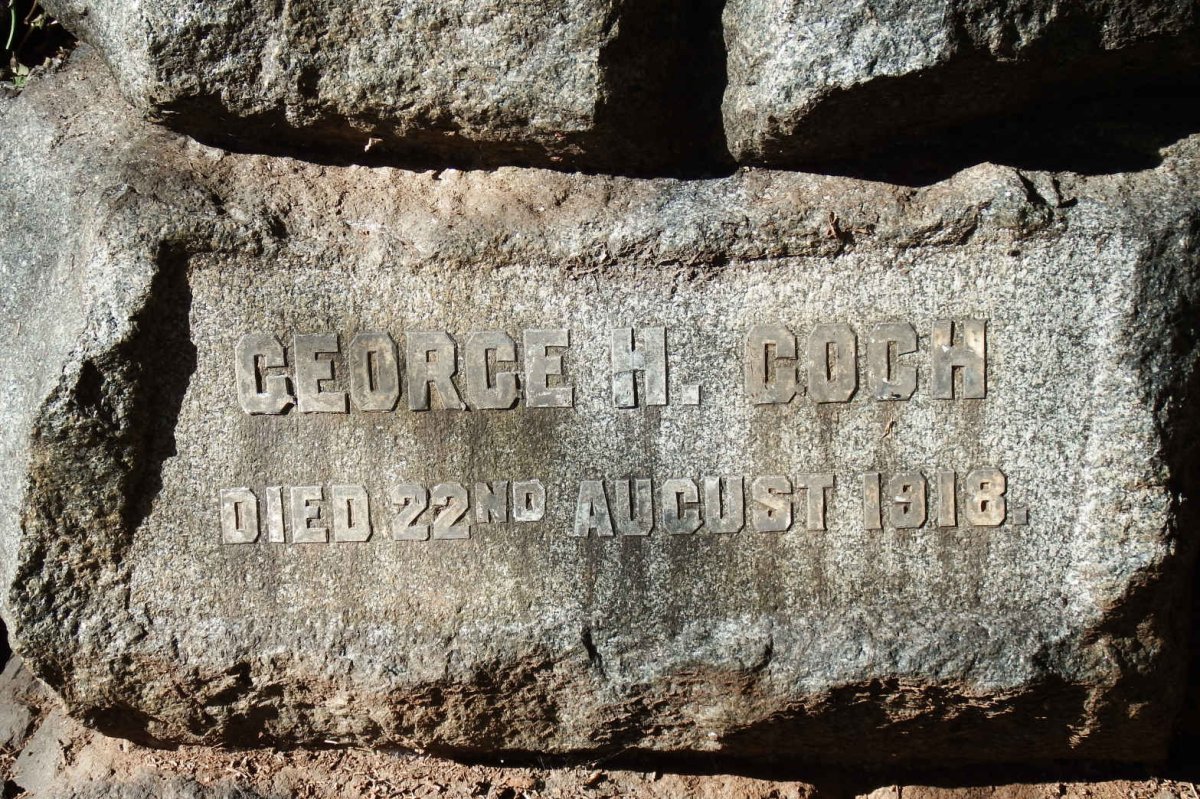 GEORGE H. GOCH
DIED 22ND AUGUST 1918.